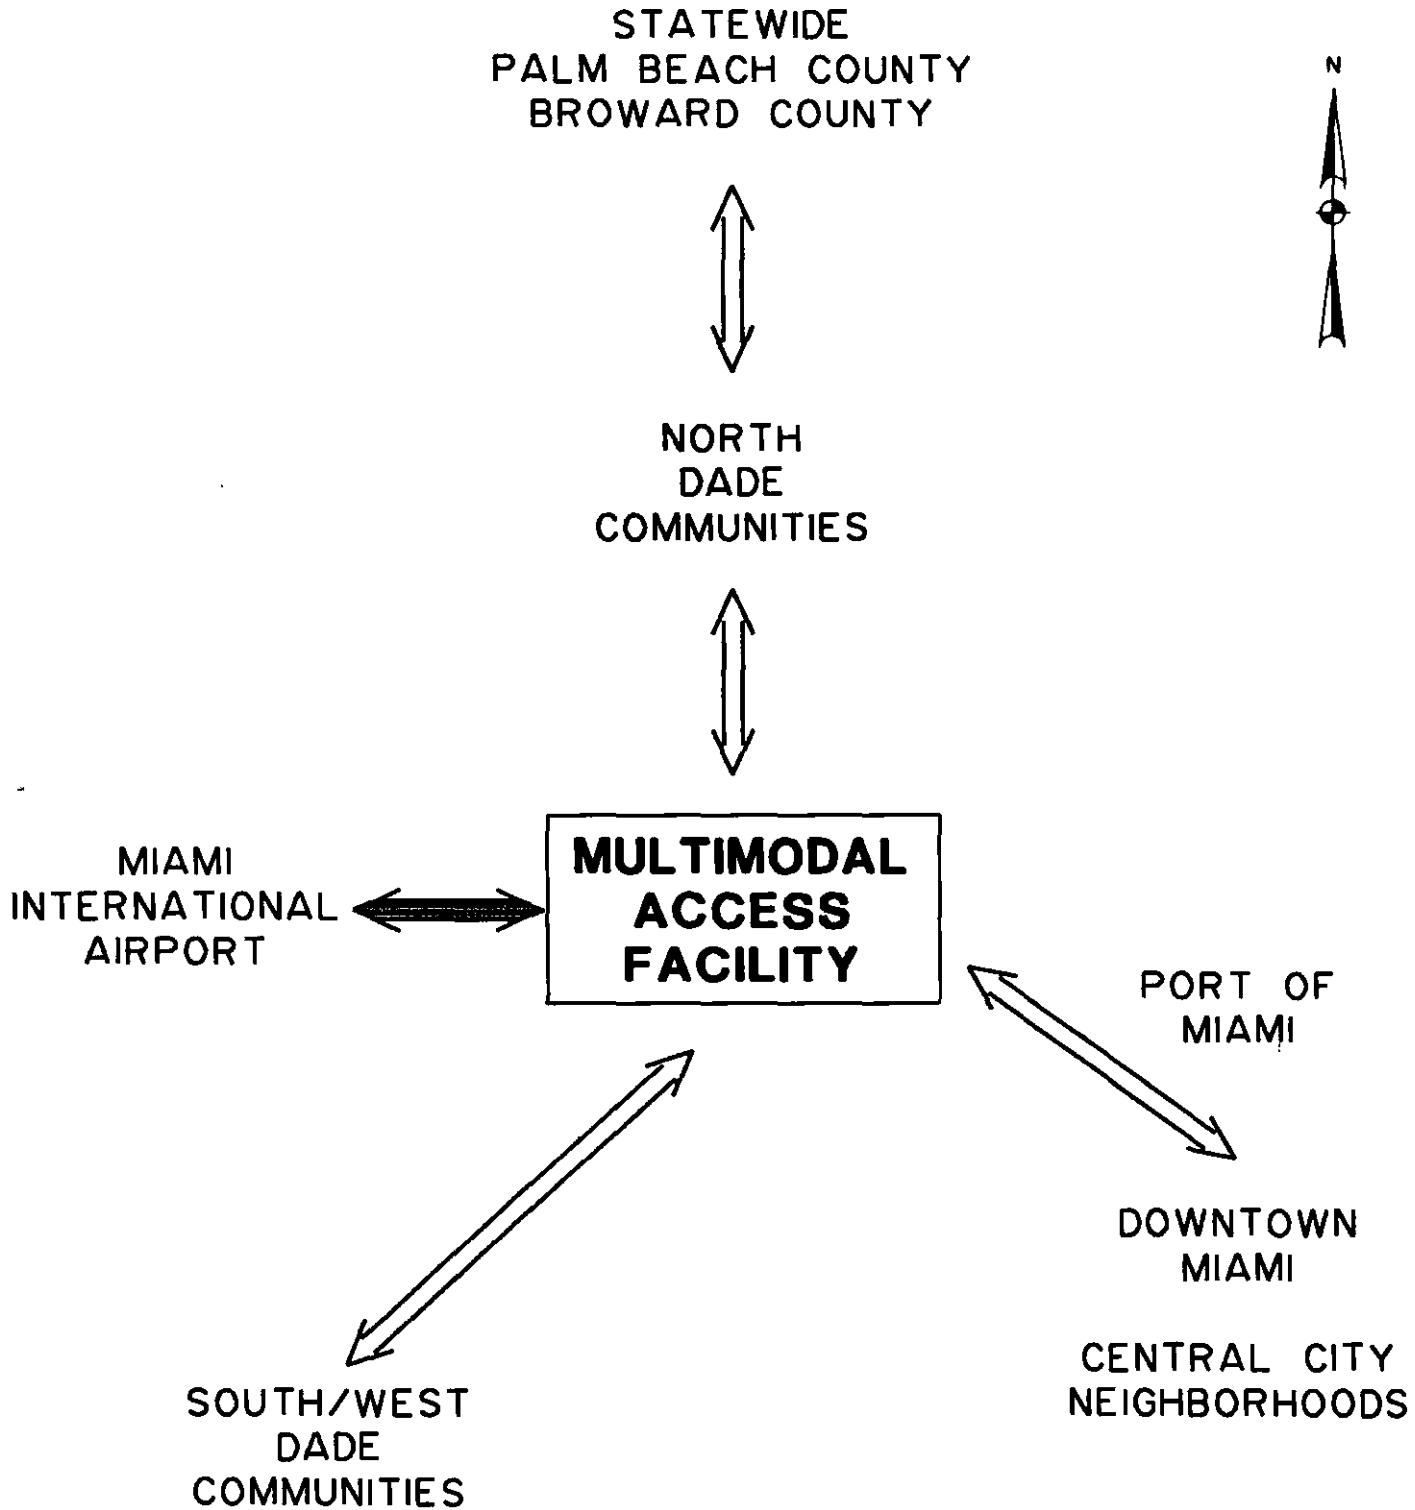 STATEWIDE
PALM BEACH COUNTY
BROWARD COUNTY
N
NORTH
DADE
COMMUNITIES
MIAMI
INTERNATIONAL
AIRPORT
MULTIMODAL
ACCESS
FACILITY
PORT OF
MIAMI
DOWNTOWN
MIAMI
CENTRAL CITY
NEIGHBORHOODS
SOUTH/WEST
DADE
COMMUNITIES